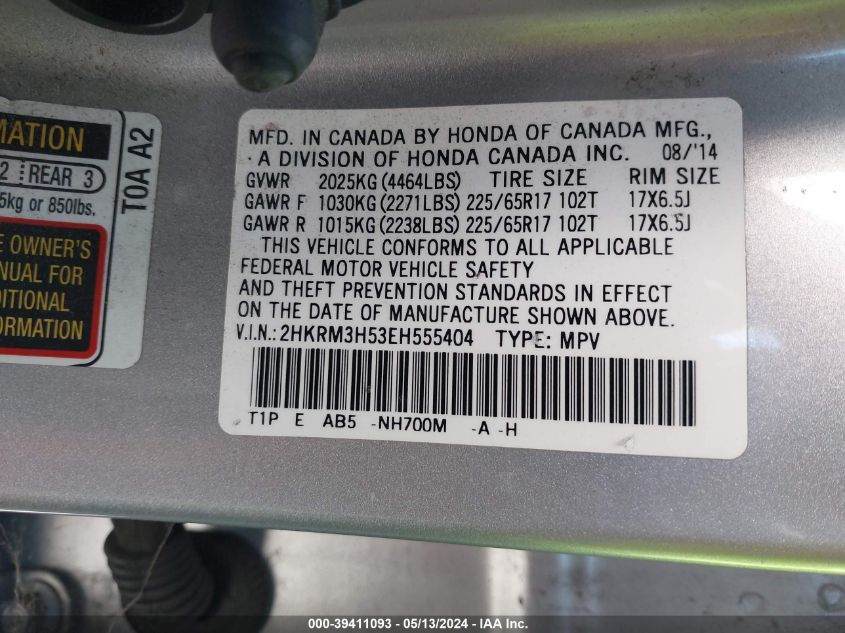 MATION
2 REAR 3
5kg or 850lbs.
E OWNER'S
ANUAL FOR
DITIONAL
FORMATION
TOA A2
MFD. IN CANADA BY HONDA OF CANADA MFG.,
A DIVISION OF HONDA CANADA INC. 08/'14
GVWR 2025KG (4464LBS) TIRE SIZE RIM SIZE
GAWR F 1030KG (2271LBS) 225/65R17 102T 17X6.5J
GAWR R 1015KG (2238LBS) 225/65R17 102T 17X6.5J
THIS VEHICLE CONFORMS TO ALL APPLICABLE
FEDERAL MOTOR VEHICLE SAFETY
AND THEFT PREVENTION STANDARDS IN EFFECT
ON THE DATE OF MANUFACTURE SHOWN ABOVE.
V.I.N.: 2HKRM3H53EH555404 TYPE: MPV
T1P E AB5 -NH700M -A -H
000-39411093 - 05/13/2024 - IAA Inc.